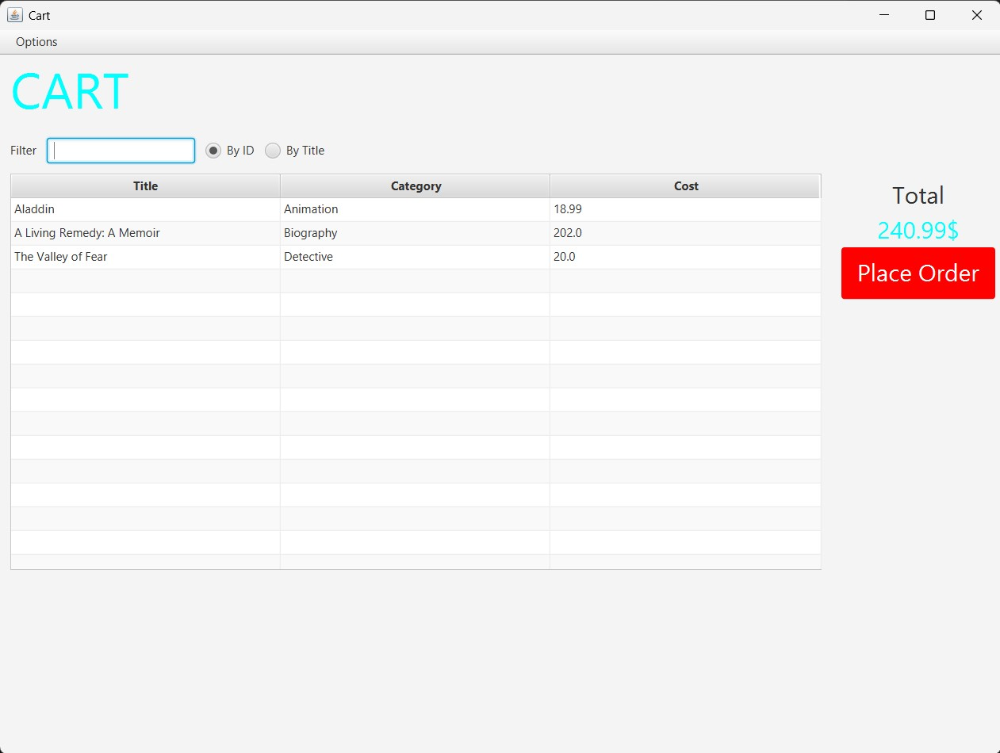 Cart
Options
CART
Filter By ID By Title
Title Category Cost
Aladdin Animation 18.99
A Living Remedy: A Memoir Biography 202.0
The Valley of Fear Detective 20.0
Total
240.99$
Place Order